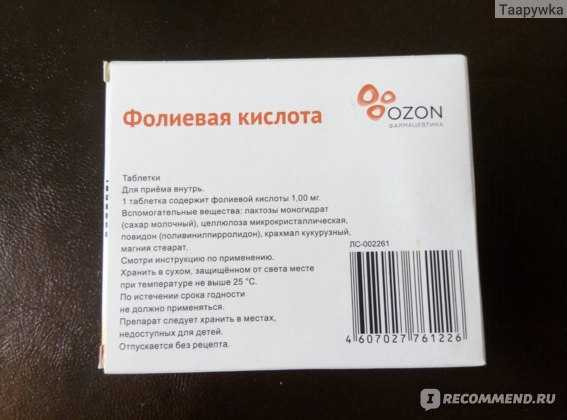 Таарушка
OZON
ФАРМАЦЕВТИКА
Фолиевая кислота
Таблетки
Для приёма внутрь.
1 таблетка содержит фолиевой кислоты 1,00 мг.
Вспомогательные вещества: лактозы моногидрат
(сахар молочный), целлюлоза микрокристаллическая,
повидон (поливинилпирролидон), крахмал кукурузный,
магния стеарат.
Смотри инструкцию по применению.
Хранить в сухом, защищённом от света месте
при температуре не выше 25 °С.
По истечении срока годности
не должно применяться.
Препарат следует хранить в местах,
недоступных для детей.
Отпускается без рецепта.
ЛС-002261
4 607027 761226
I RECOMMEND.RU